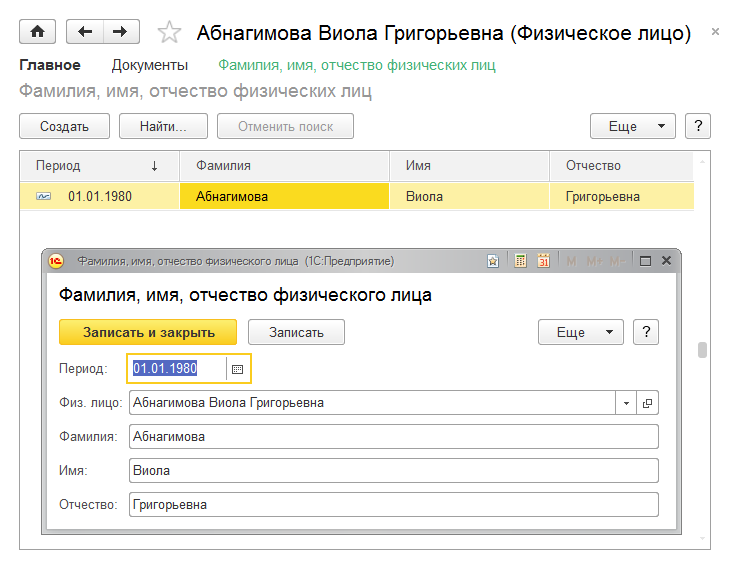 Абнагимова Виола Григорьевна (Физическое лицо)
Главное Документы Фамилия, имя, отчество физических лиц
Фамилия, имя, отчество физических лиц
Создать Найти... Отменить поиск Еще ?
Период ↓ Фамилия Имя Отчество
01.01.1980 Абнагимова Виола Григорьевна
1С Фамилия, имя, отчество физического лица (1С:Предприятие) 31 M M+ M-
Фамилия, имя, отчество физического лица
Записать и закрыть Записать Еще ?
Период: 01.01.1980
Физ. лицо: Абнагимова Виола Григорьевна
Фамилия: Абнагимова
Имя: Виола
Отчество: Григорьевна